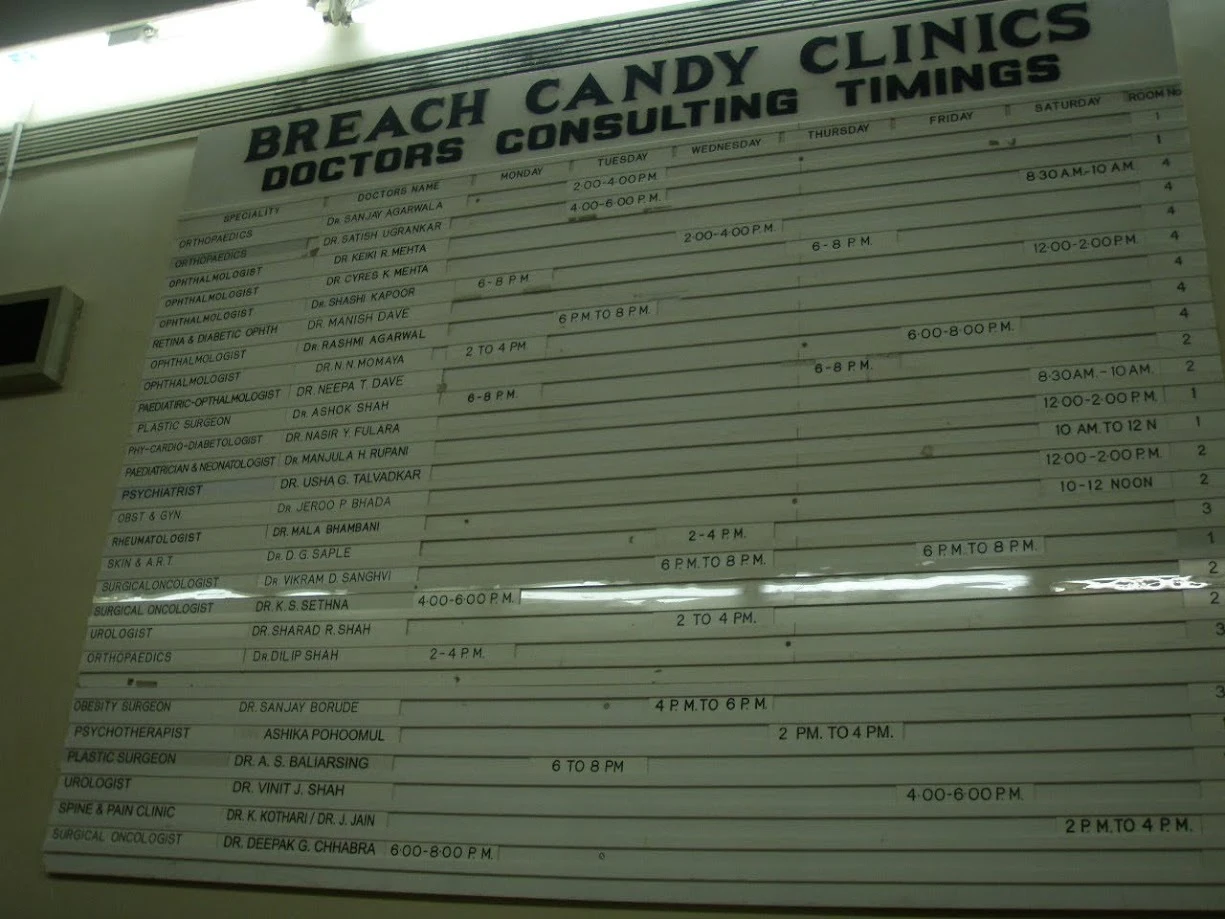 BREACH CANDY CLINICS
DOCTORS CONSULTING TIMINGS
SPECIALITY DOCTORS NAME MONDAY TUESDAY WEDNESDAY THURSDAY FRIDAY SATURDAY ROOM NO
ORTHOPAEDICS DR. SANJAY AGARWALA 2:00-4:00 P.M. 1
ORTHOPAEDICS DR. SATISH UGRANKAR 4:00-6:00 P.M. 1
OPHTHALMOLOGIST DR KEIKI R. MEHTA 8:30 A.M.-10 A.M. 4
OPHTHALMOLOGIST DR CYRES K MEHTA 2:00-4:00 P.M. 4
OPHTHALMOLOGIST DR. SHASHI KAPOOR 6-8 P.M. 6-8 P.M. 4
RETINA & DIABETIC OPHTH DR. MANISH DAVE 12:00-2:00 P.M. 4
OPHTHALMOLOGIST DR. RASHMI AGARWAL 6 P.M. TO 8 P.M. 4
OPHTHALMOLOGIST DR. N. N. MOMAYA 2 TO 4 PM. 4
PAEDIATIRIC-OPTHALMOLOGIST DR. NEEPA T. DAVE 6:00-8:00 P.M. 4
PLASTIC SURGEON DR. ASHOK SHAH 6-8 P.M. 6-8 P.M. 2
PHY-CARDIO-DIABETOLOGIST DR. NASIR Y. FULARA 8:30 A.M.-10 A.M. 2
PAEDIATRICIAN & NEONATOLOGIST DR MANJULA H. RUPANI 12:00-2:00 P.M. 1
PSYCHIATRIST DR. USHA G. TALVADKAR 10 A.M. TO 12 N 1
OBST & GYN. DR. JEROO P BHADA 12:00-2:00 P.M. 2
RHEUMATOLOGIST DR. MALA BHAMBANI 10-12 NOON 2
SKIN & A.R.T. DR. D. G. SAPLE 2-4 P.M. 3
SURGICALONCOLOGIST DR VIKRAM D. SANGHVI 6 P.M. TO 8 P.M. 6 P.M. TO 8 P.M. 1
SURGICAL ONCOLOGIST DR. K. S. SETHNA 4:00-6:00 P.M. 2
UROLOGIST DR. SHARAD R. SHAH 2 TO 4 PM. 2
ORTHOPAEDICS DR. DILIP SHAH 2-4 P.M. 3
OBESITY SURGEON DR. SANJAY BORUDE 4 P.M. TO 6 P.M. 3
PSYCHOTHERAPIST ASHIKA POHOOMUL 2 PM. TO 4 PM.
PLASTIC SURGEON DR. A. S. BALIARSING 6 TO 8 PM
UROLOGIST DR. VINIT J. SHAH 4:00-6:00 P.M.
SPINE & PAIN CLINIC DR. K. KOTHARI / DR. J. JAIN 2 P.M. TO 4 P.M.
SURGICAL ONCOLOGIST DR. DEEPAK G. CHHABRA 6:00-8:00 P.M.